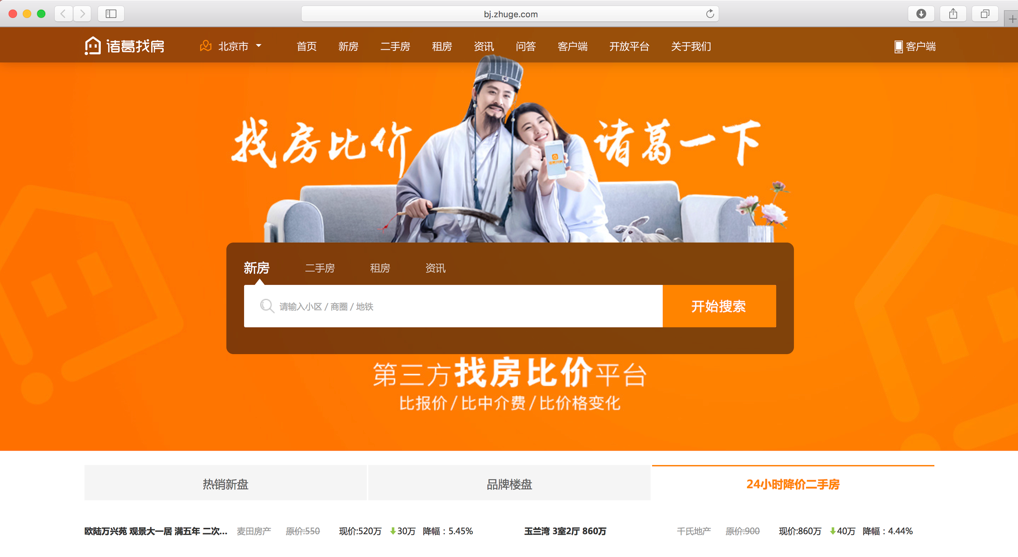 bj.zhuge.com
诸葛找房 北京市 首页 新房 二手房 租房 资讯 问答 客户端 开放平台 关于我们 客户端
找房比价 诸葛一下
新房 二手房 租房 资讯
请输入小区 / 商圈 / 地铁 开始搜索
第三方找房比价平台
比报价 / 比中介费 / 比价格变化
热销新盘 品牌楼盘 24小时降价二手房
欧陆万兴苑 观景大一居 满五年 二次... 麦田房产 原价:550 现价:520万 30万 降幅：5.45% 玉兰湾 3室2厅 860万 千氏地产 原价:900 现价:860万 40万 降幅：4.44%